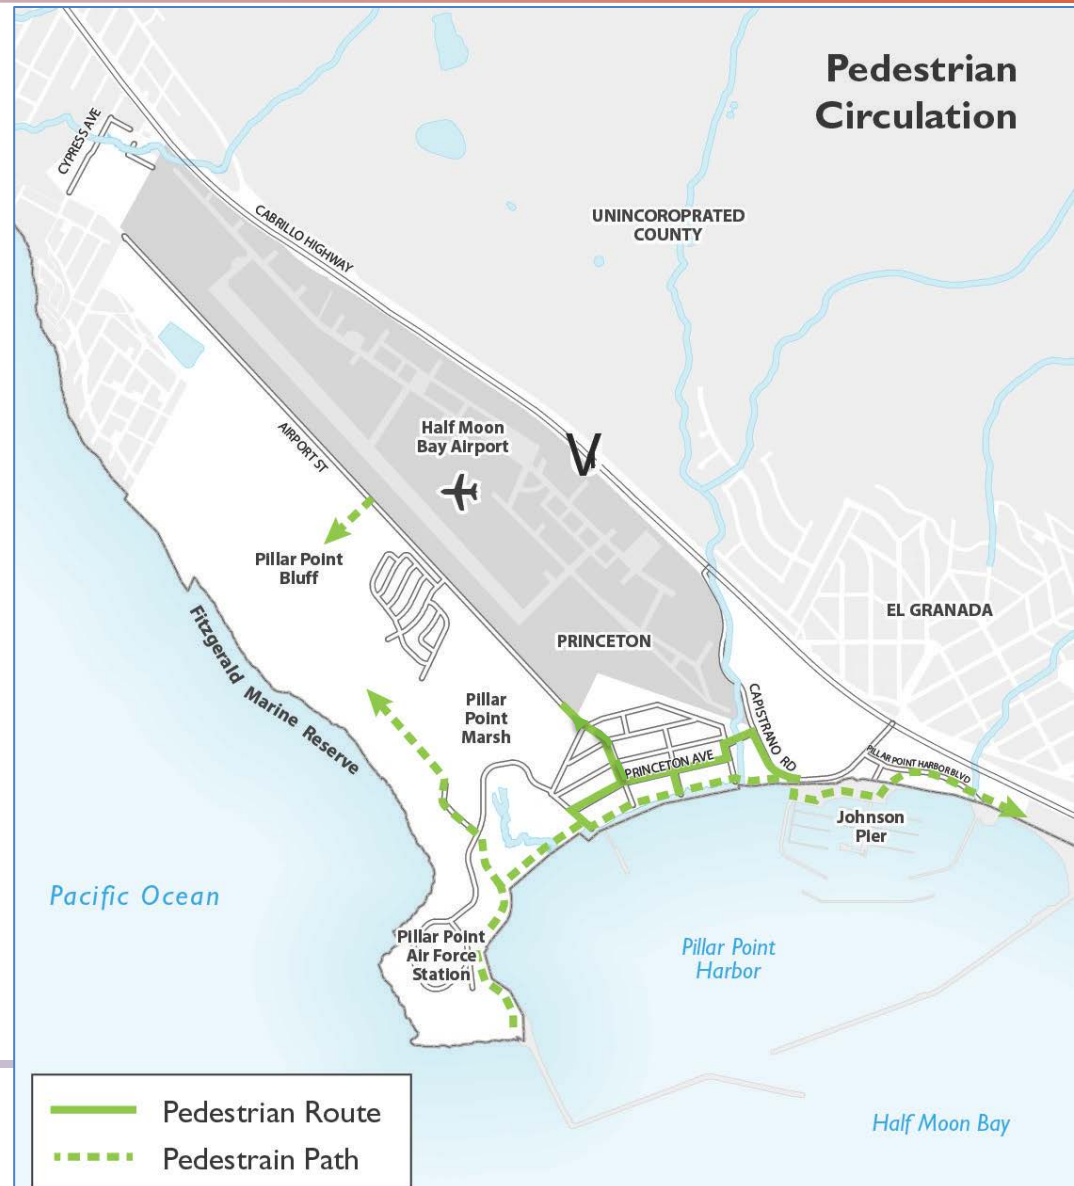 Pedestrian
Circulation
CYPRESS AVE
CABRILLO HIGHWAY
UNINCOROPRATED
COUNTY
AIRPORT ST
Half Moon
Bay Airport
Pillar Point
Bluff
Fitzgerald Marine Reserve
EL GRANADA
PRINCETON
Pillar
Point
Marsh
CAPISTRANO RD
PRINCETON AVE
PILLAR POINT HARBOR BLVD
Johnson
Pier
Pacific Ocean
Pillar Point
Air Force
Station
Pillar Point
Harbor
Half Moon Bay
Pedestrian Route
Pedestrain Path